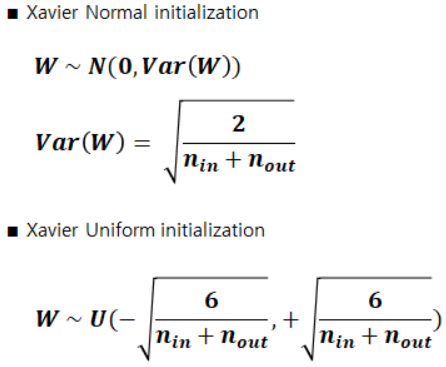 ■ Xavier Normal initialization
W ~ N(0, Var(W))
Var(W) = √(2 / (n_in + n_out))
■ Xavier Uniform initialization
W ~ U(−√(6 / (n_in + n_out)), +√(6 / (n_in + n_out)))